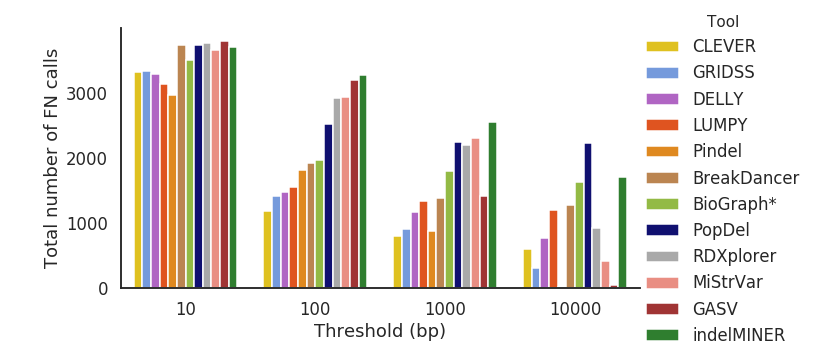 Total number of FN calls
3000
2000
1000
0
10
100
1000
10000
Threshold (bp)
Tool
CLEVER
GRIDSS
DELLY
LUMPY
Pindel
BreakDancer
BioGraph*
PopDel
RDXplorer
MiStrVar
GASV
indelMINER